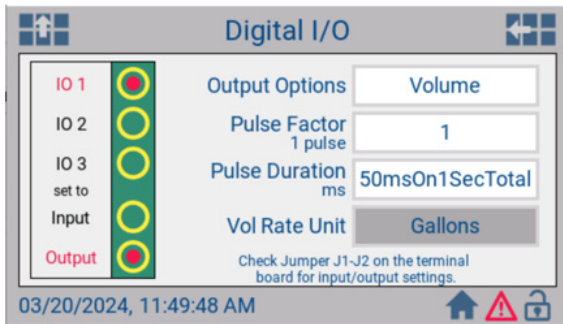 Digital I/O
IO 1
IO 2
IO 3
set to
Input
Output
Output Options
Volume
Pulse Factor
1 pulse
1
Pulse Duration
ms
50msOn1SecTotal
Vol Rate Unit
Gallons
Check Jumper J1-
J2 on the terminal
board for input/output settings.
03/20/2024, 11:49:48 AM